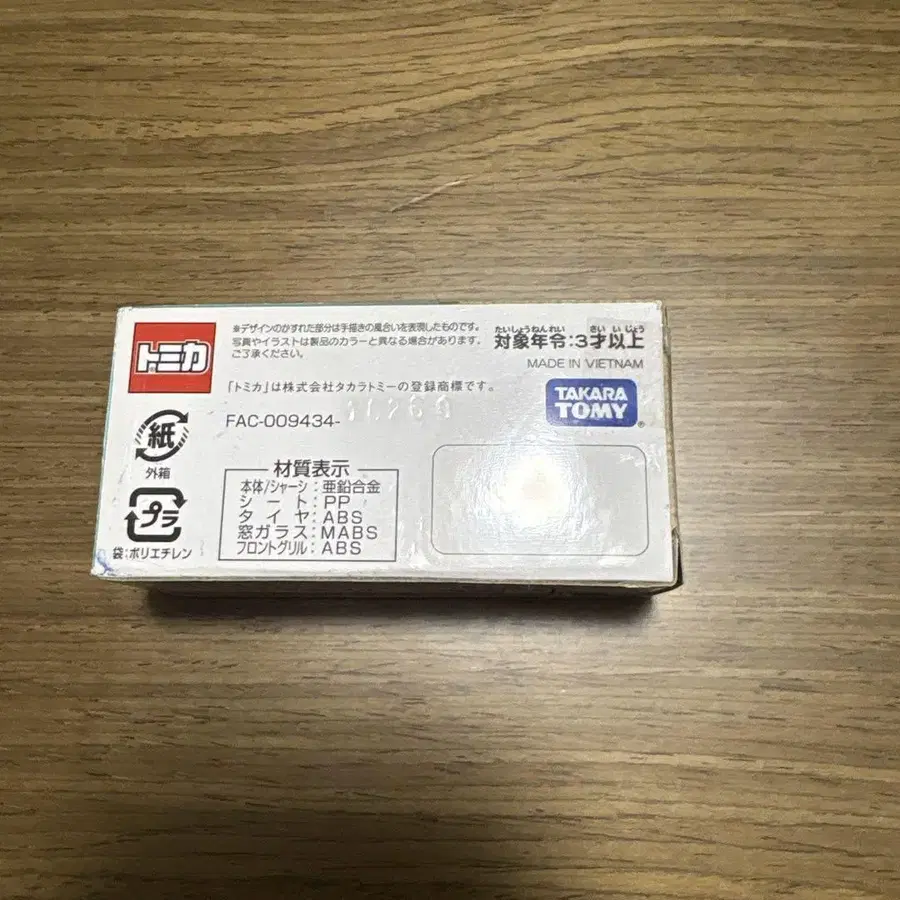 トミカ
※デザインのかすれた部分は手描きの風合いを表現したものです。
写真やイラストは製品のカラーと異なる場合があります。
ご了承ください。
たいしょうねんれい さい いじょう
対象年令:3才以上
MADE IN VIETNAM
「トミカ」は株式会社タカラトミーの登録商標です。
TAKARA
TOMY
FAC-009434-
紙
外箱
プラ
袋:ポリエチレン
材質表示
本体/シャーシ:亜鉛合金
シート:PP
タイヤ:ABS
窓ガラス:MABS
フロントグリル:ABS